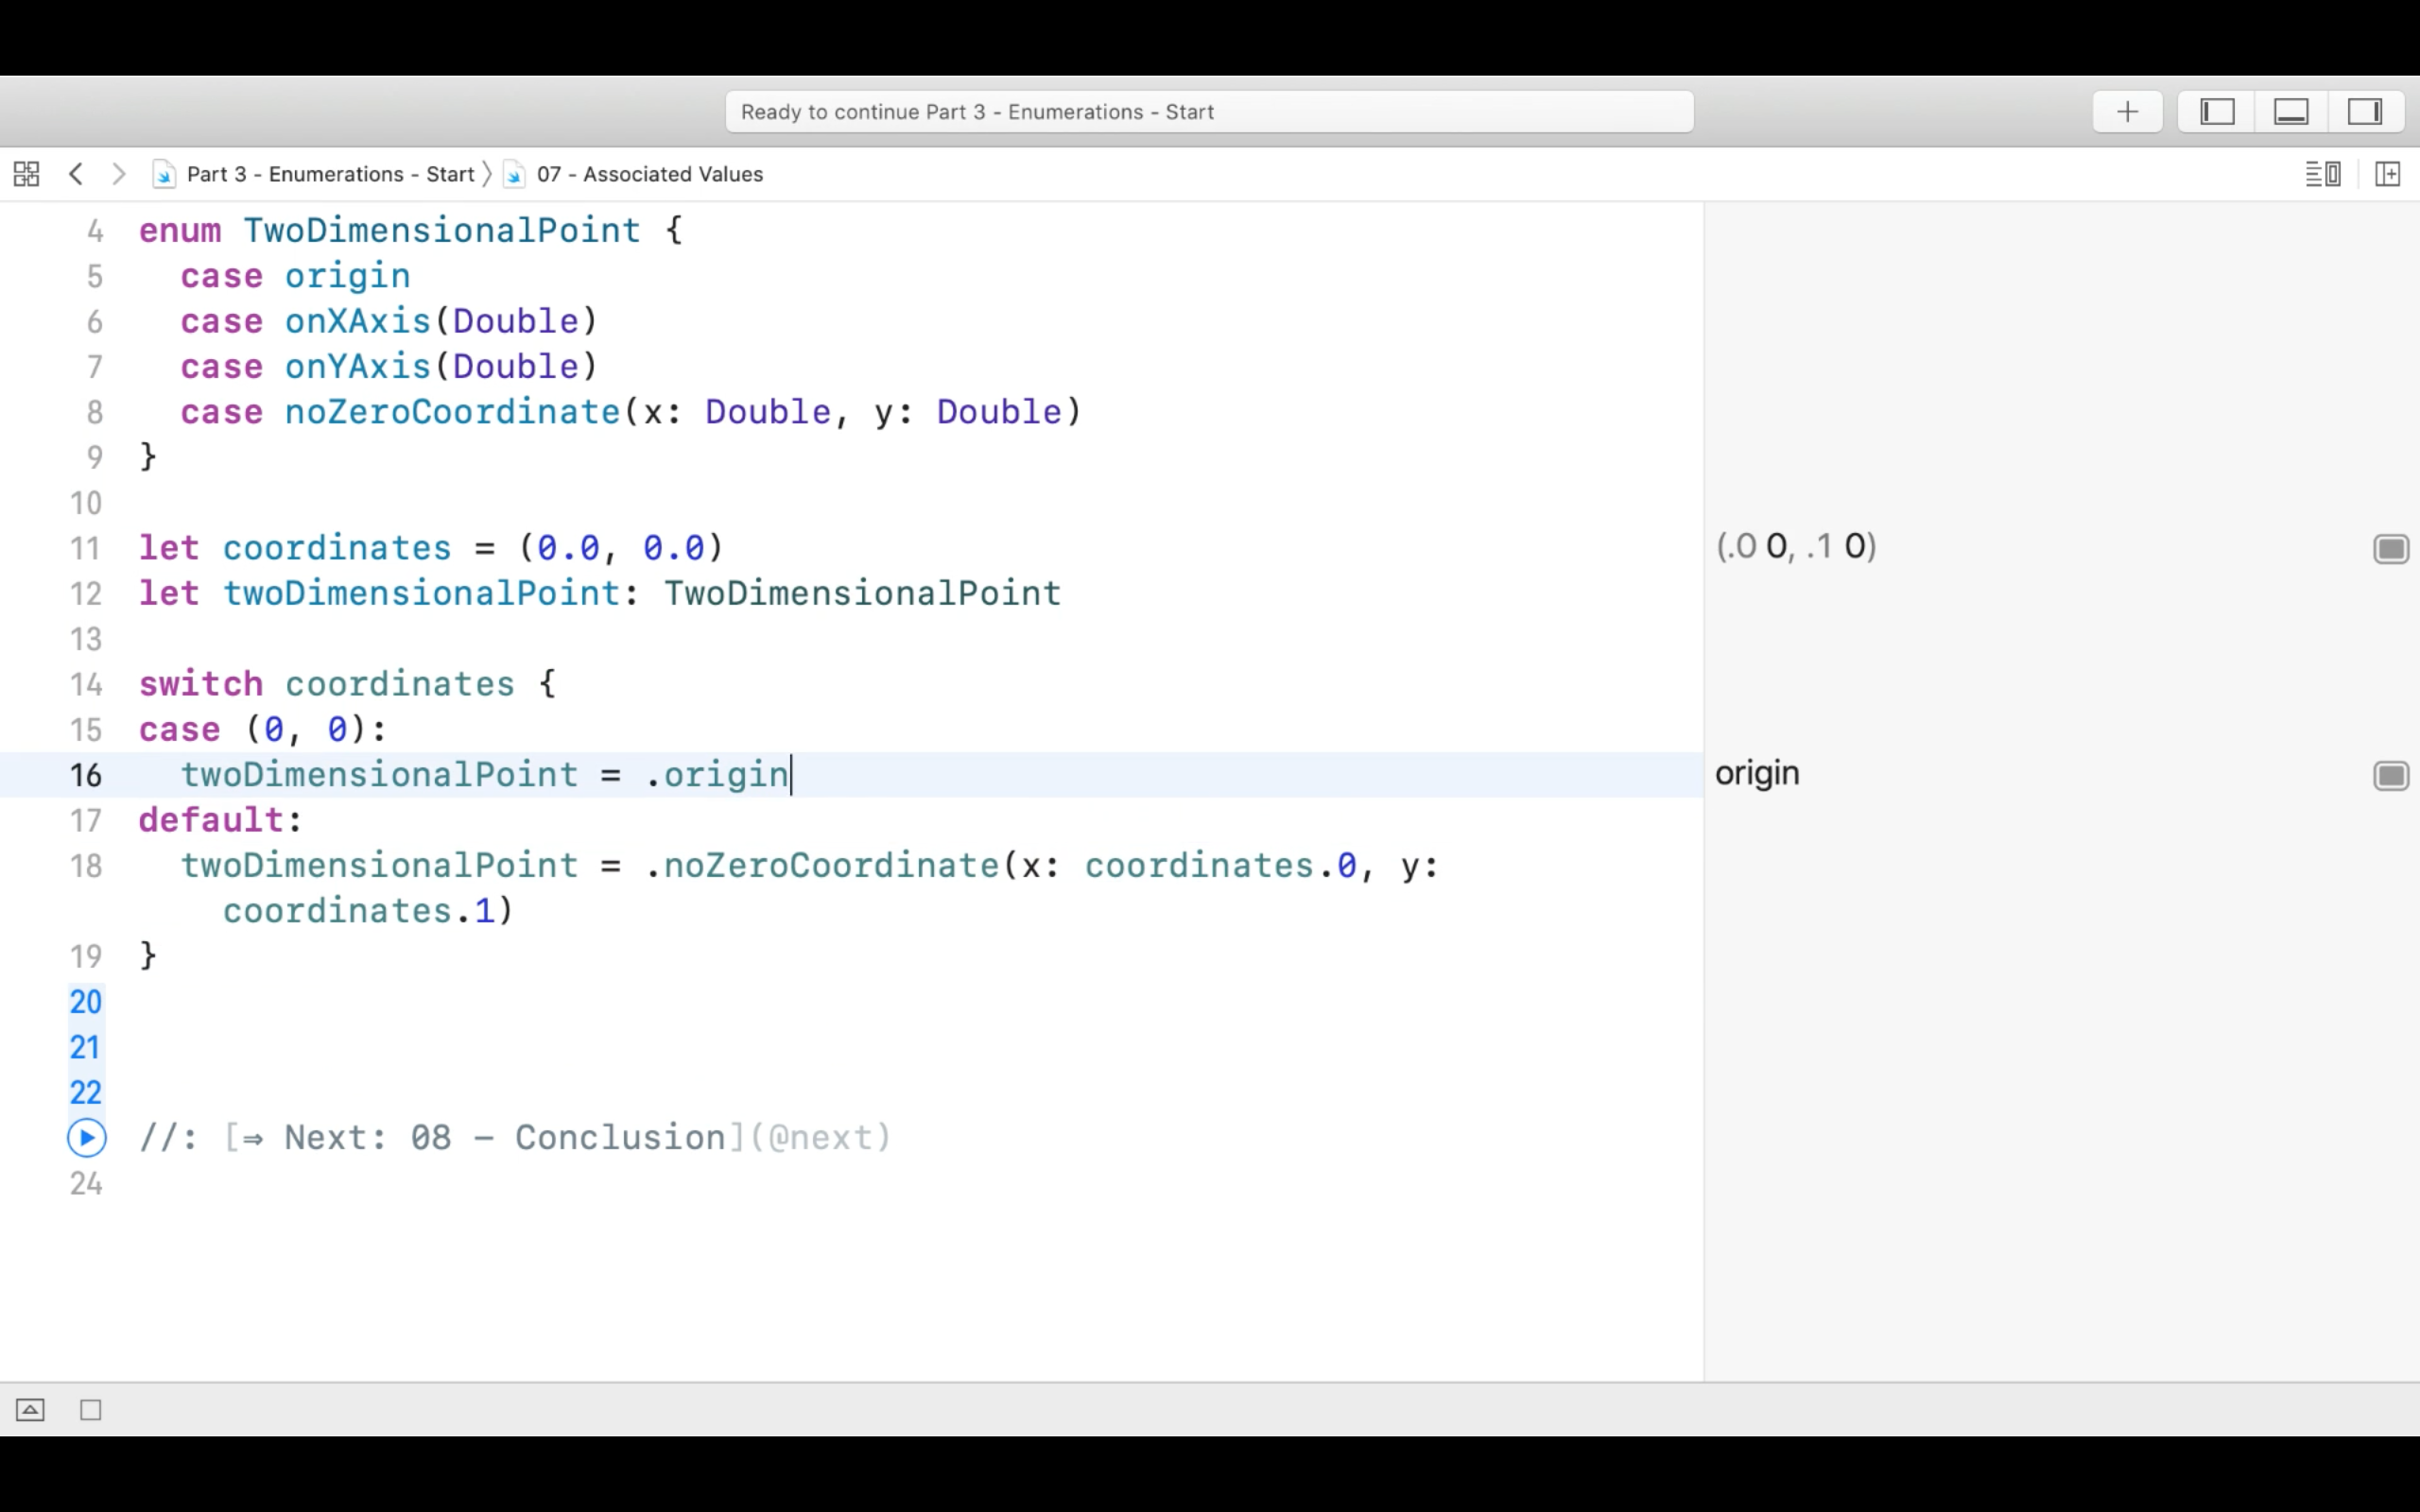 Ready to continue Part 3 - Enumerations - Start
Part 3 - Enumerations - Start 〉 07 - Associated Values
4 enum TwoDimensionalPoint {
5   case origin
6   case onXAxis(Double)
7   case onYAxis(Double)
8   case noZeroCoordinate(x: Double, y: Double)
9 }
10
11 let coordinates = (0.0, 0.0) (.0 0, .1 0)
12 let twoDimensionalPoint: TwoDimensionalPoint
13
14 switch coordinates {
15 case (0, 0):
16   twoDimensionalPoint = .origin origin
17 default:
18   twoDimensionalPoint = .noZeroCoordinate(x: coordinates.0, y:
coordinates.1)
19 }
20
21
22
//: [⇒ Next: 08 – Conclusion](@next)
24